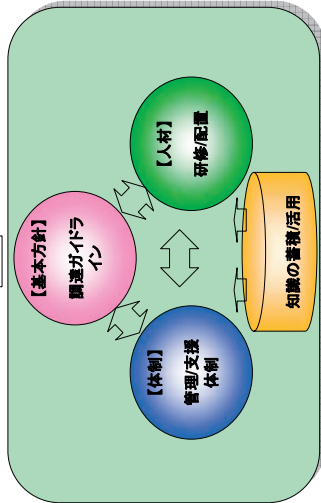 【基本方針】
調達ガイドラ
イン
【体制】
管理/支援
体制
【人材】
研修/配置
知識の蓄積/活用